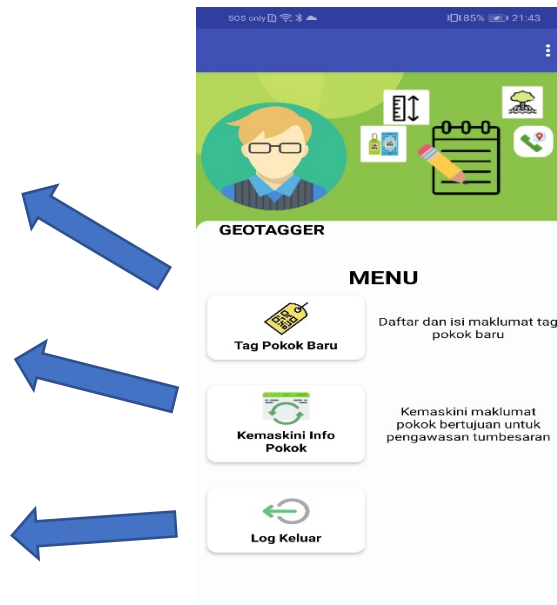 SOS only 85% 21:43
GEOTAGGER
MENU
Tag Pokok Baru
Daftar dan isi maklumat tag
pokok baru
Kemaskini Info
Pokok
Kemaskini maklumat
pokok bertujuan untuk
pengawasan tumbesaran
Log Keluar